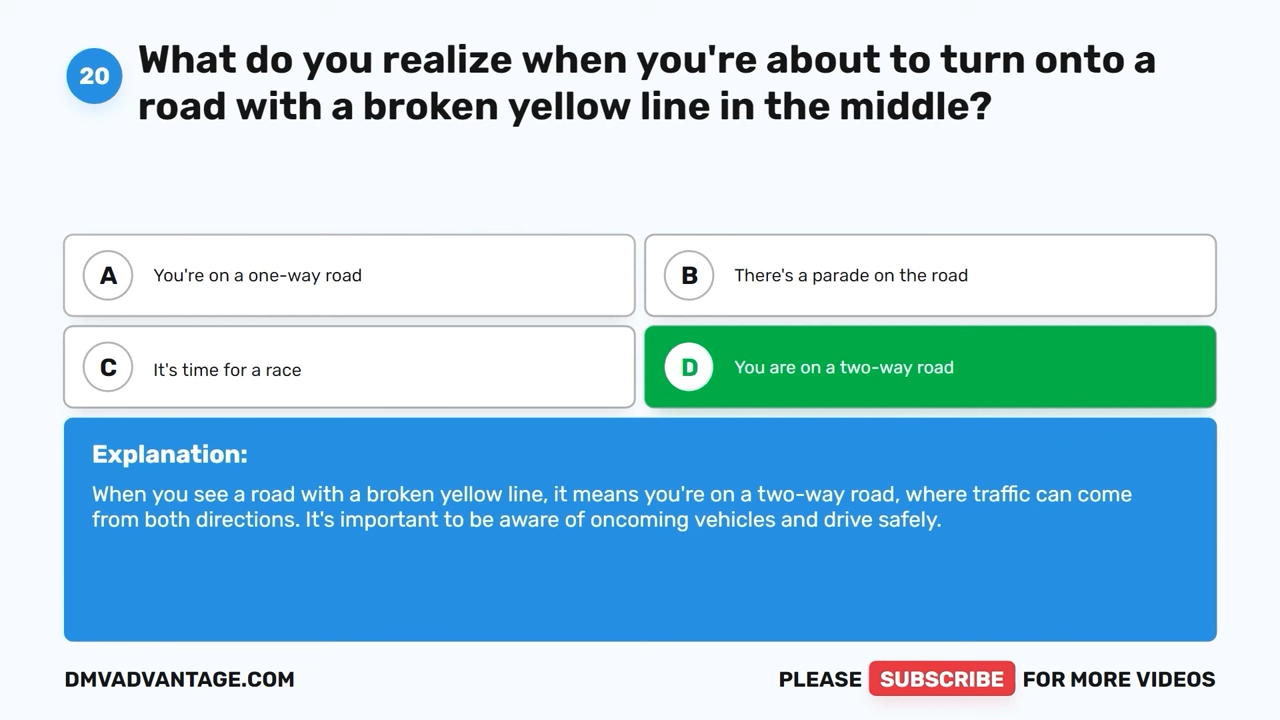 20
What do you realize when you're about to turn onto a
road with a broken yellow line in the middle?
A
You're on a one-way road
B
There's a parade on the road
C
It's time for a race
D
You are on a two-way road
Explanation:
When you see a road with a broken yellow line, it means you're on a two-way road, where traffic can come
from both directions. It's important to be aware of oncoming vehicles and drive safely.
DMVADVANTAGE.COM
PLEASE SUBSCRIBE FOR MORE VIDEOS